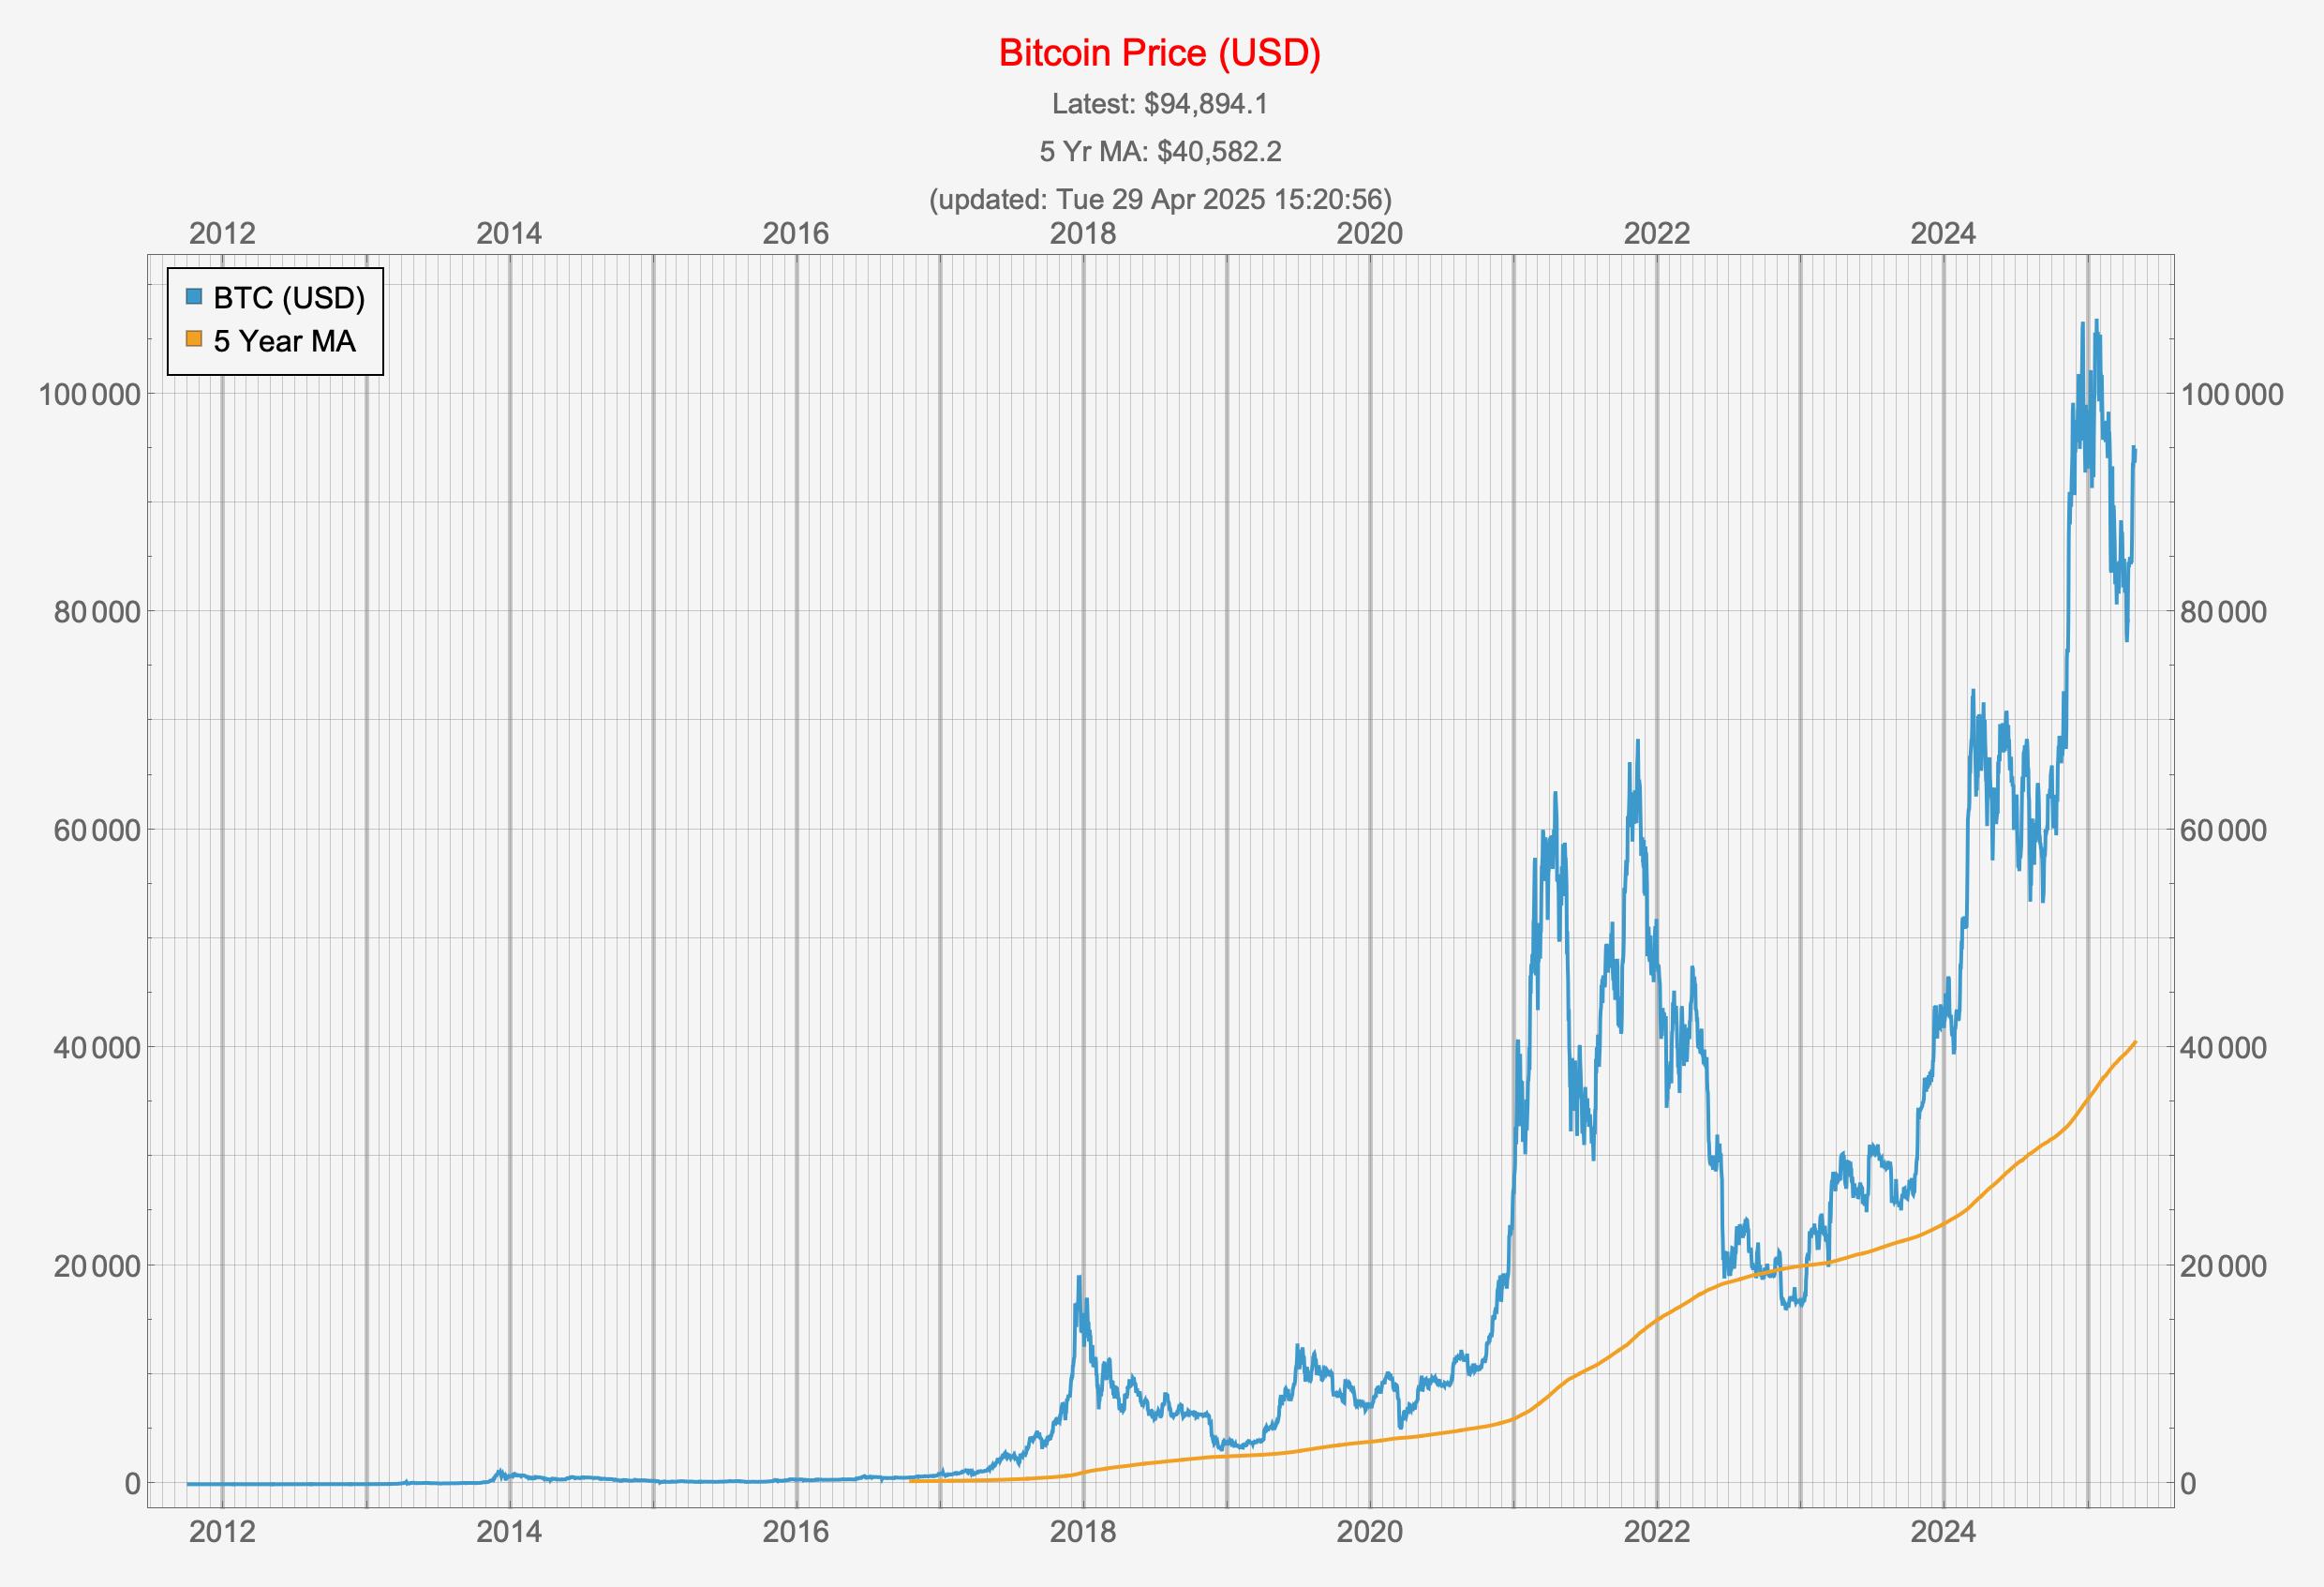 Bitcoin Price (USD)
Latest: $94,894.1
5 Yr MA: $40,582.2
(updated: Tue 29 Apr 2025 15:20:56)
2012 2014 2016 2018 2020 2022 2024
BTC (USD)
5 Year MA
100 000 100 000
80 000 80 000
60 000 60 000
40 000 40 000
20 000 20 000
0 0
2012 2014 2016 2018 2020 2022 2024